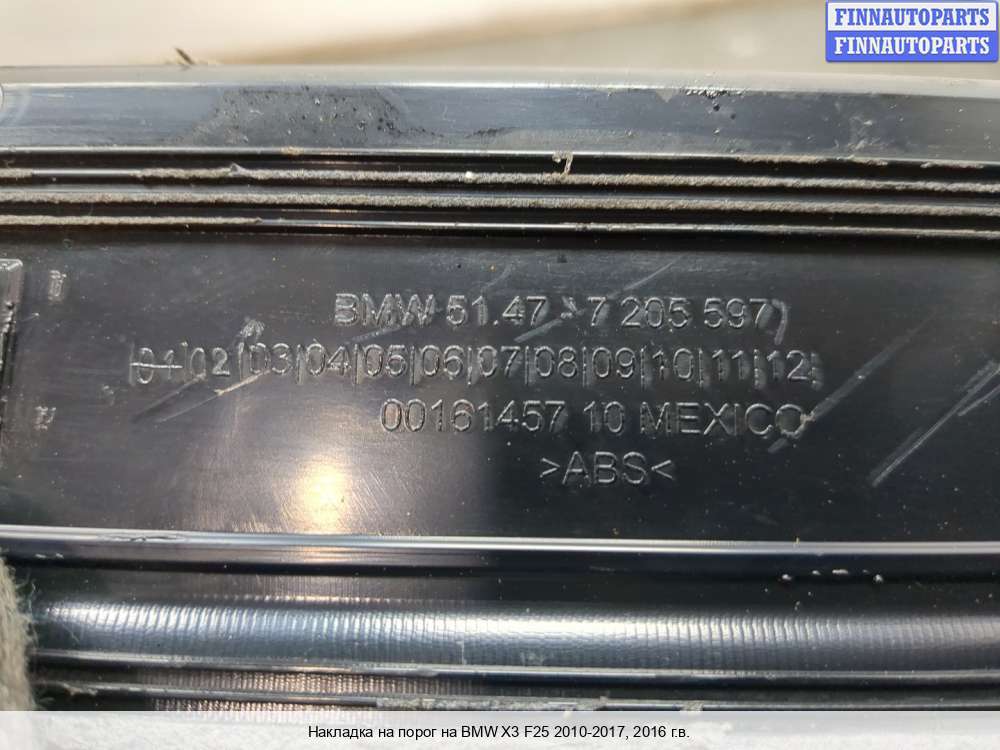 FINNAUTOPARTS
FINNAUTOPARTS
BMW 51.47 - 7 205 597
01 02 |03|04|05|06|07|08|09|10|11|12|
00161457 10 MEXICO
>ABS<
Накладка на порог на BMW X3 F25 2010-2017, 2016 г.в.